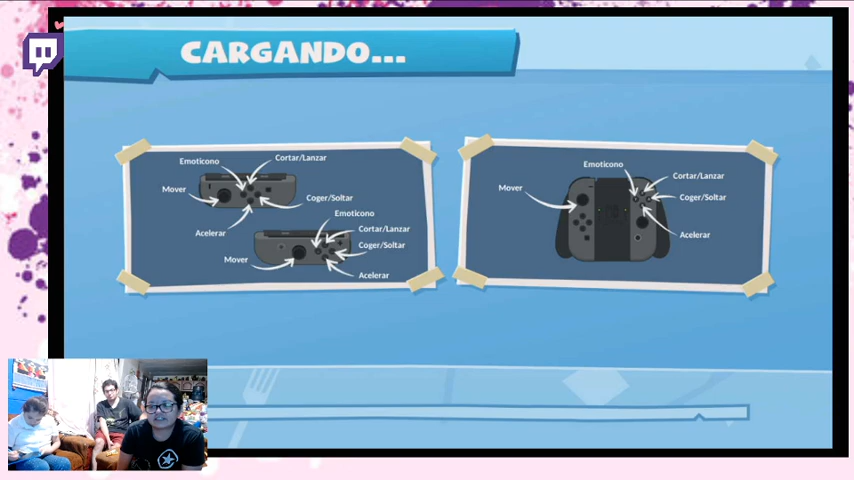 CARGANDO...
Emoticono
Cortar/Lanzar
Mover
Coger/Soltar
Acelerar
Emoticono
Cortar/Lanzar
Coger/Soltar
Mover
Acelerar
Emoticono
Cortar/Lanzar
Mover
Coger/Soltar
Acelerar